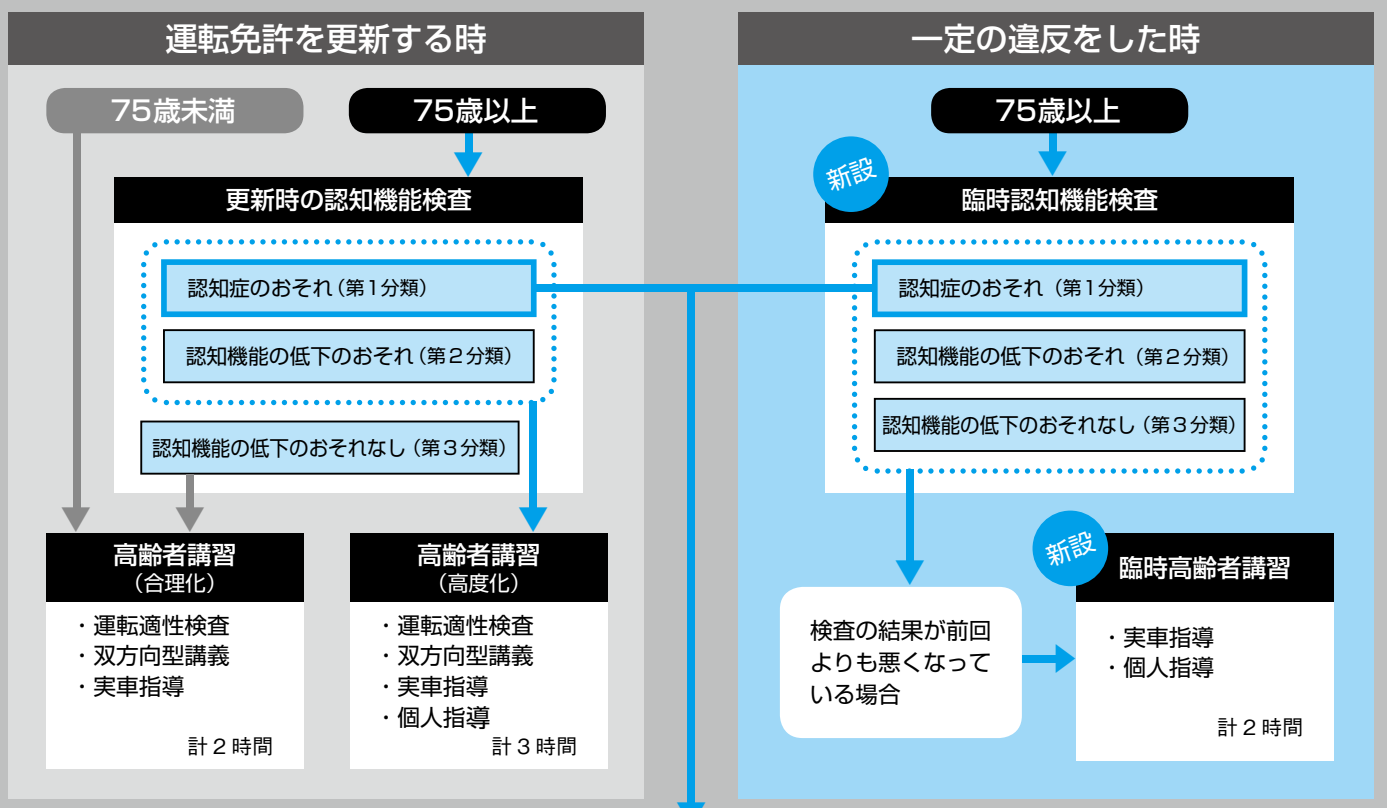 運転免許を更新する時
75歳未満
75歳以上
更新時の認知機能検査
認知症のおそれ（第1分類）
認知機能の低下のおそれ（第2分類）
認知機能の低下のおそれなし（第3分類）
高齢者講習
（合理化）
・運転適性検査
・双方向型講義
・実車指導
計2時間
高齢者講習
（高度化）
・運転適性検査
・双方向型講義
・実車指導
・個人指導
計3時間
一定の違反をした時
75歳以上
新設
臨時認知機能検査
認知症のおそれ（第1分類）
認知機能の低下のおそれ（第2分類）
認知機能の低下のおそれなし（第3分類）
検査の結果が前回
よりも悪くなって
いる場合
新設
臨時高齢者講習
・実車指導
・個人指導
計2時間